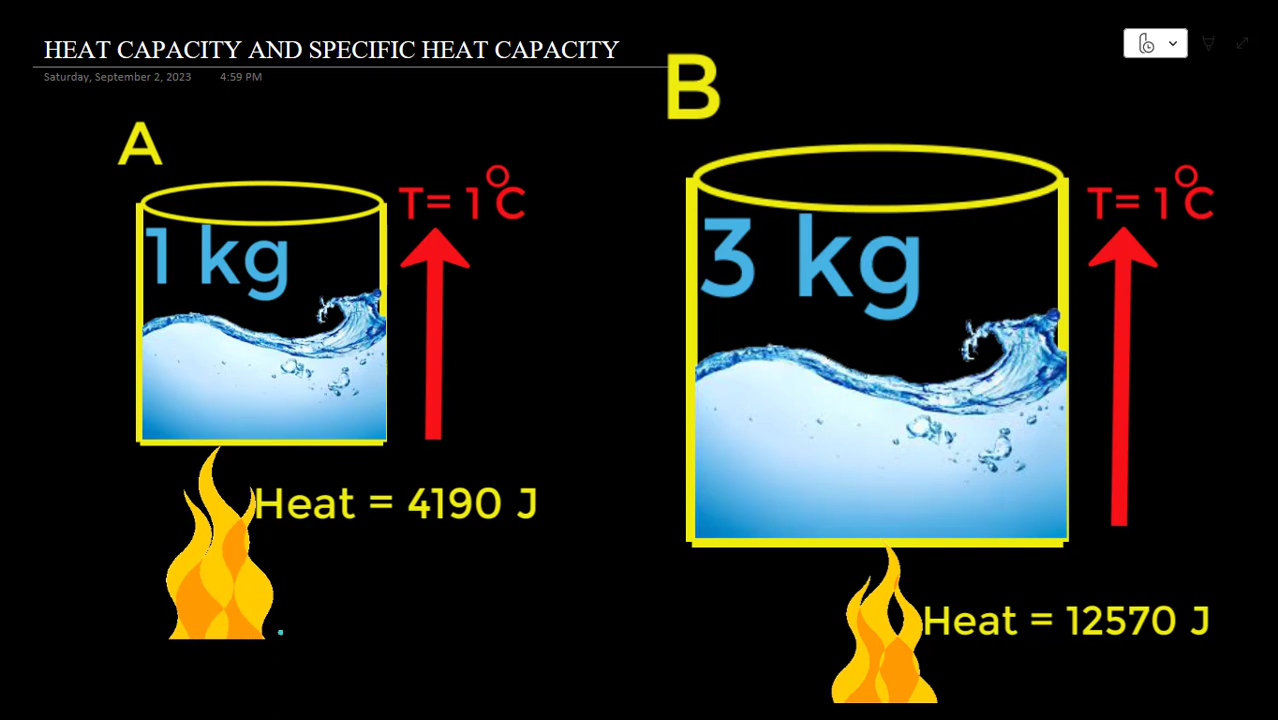 HEAT CAPACITY AND SPECIFIC HEAT CAPACITY
Saturday, September 2, 2023 4:59 PM
A
1 kg
T= 1°C
Heat = 4190 J
B
3 kg
T= 1°C
Heat = 12570 J